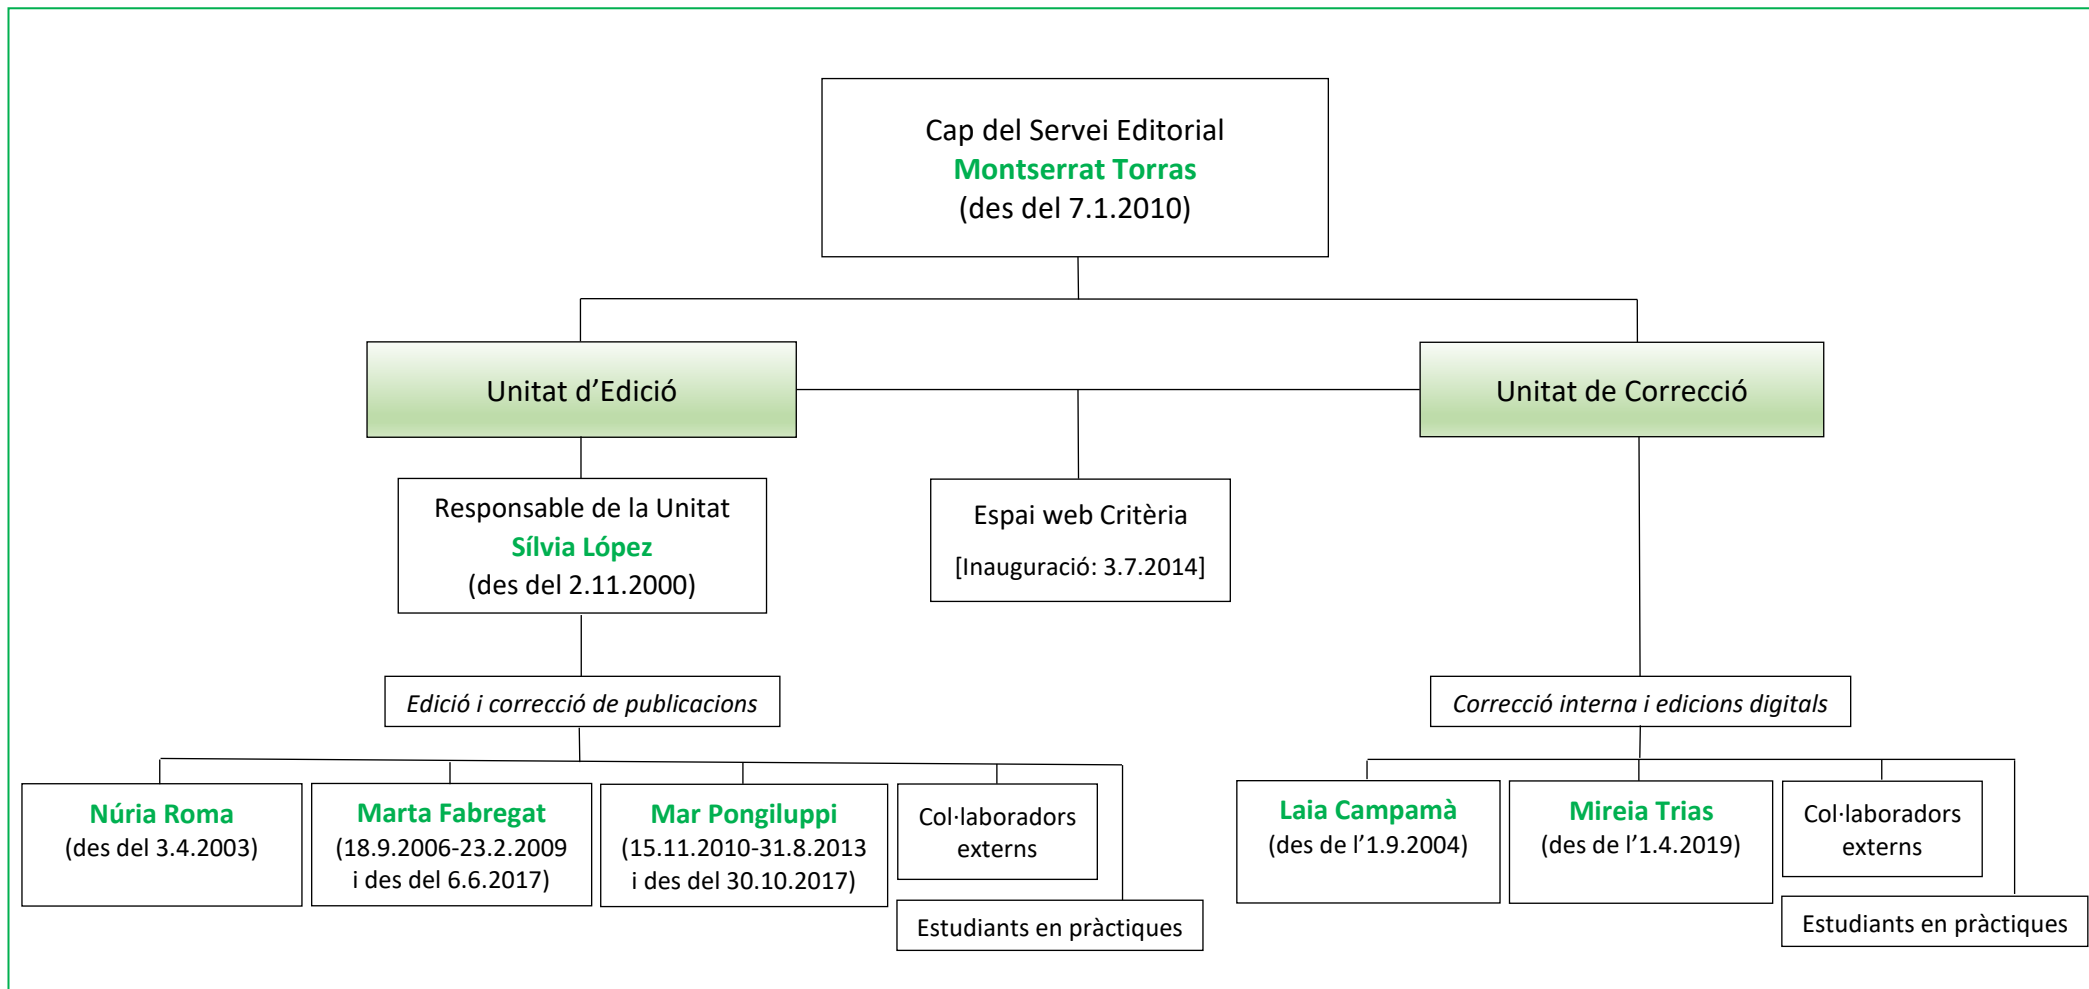 Cap del Servei Editorial
Montserrat Torras
(des del 7.1.2010)
Unitat d’Edició
Unitat de Correcció
Responsable de la Unitat
Sílvia López
(des del 2.11.2000)
Espai web Critèria
[Inauguració: 3.7.2014]
Edició i correcció de publicacions
Correcció interna i edicions digitals
Núria Roma
(des del 3.4.2003)
Marta Fabregat
(18.9.2006-23.2.2009
i des del 6.6.2017)
Mar Pongiluppi
(15.11.2010-31.8.2013
i des del 30.10.2017)
Col·laboradors
externs
Estudiants en pràctiques
Laia Campamà
(des de l’1.9.2004)
Mireia Trias
(des de l’1.4.2019)
Col·laboradors
externs
Estudiants en pràctiques